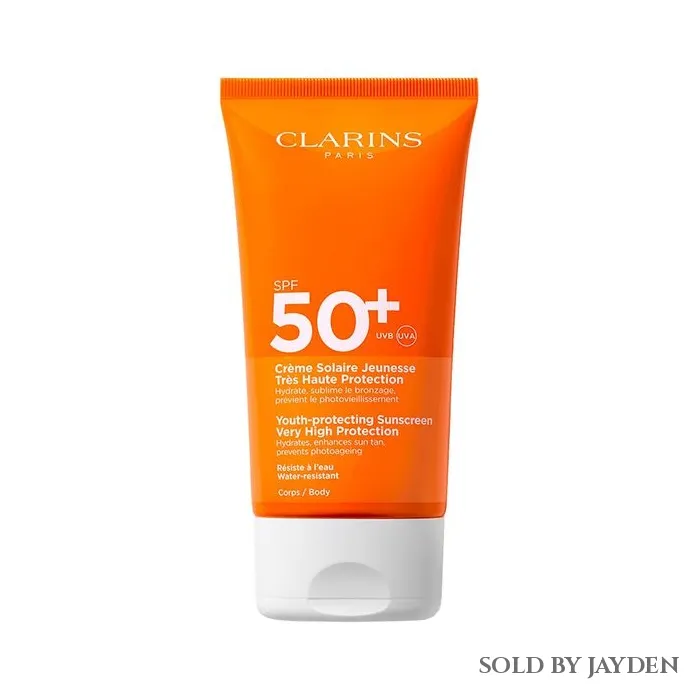 CLARINS
PARIS
SPF
50+
UVB UVA
Crème Solaire Jeunesse
Très Haute Protection
Hydrate, sublime le bronzage,
prévient le photovieillissement
Youth-protecting Sunscreen
Very High Protection
Hydrates, enhances sun tan,
prevents photoageing
Résiste à l'eau
Water-resistant
Corps / Body
SOLD BY JAYDEN